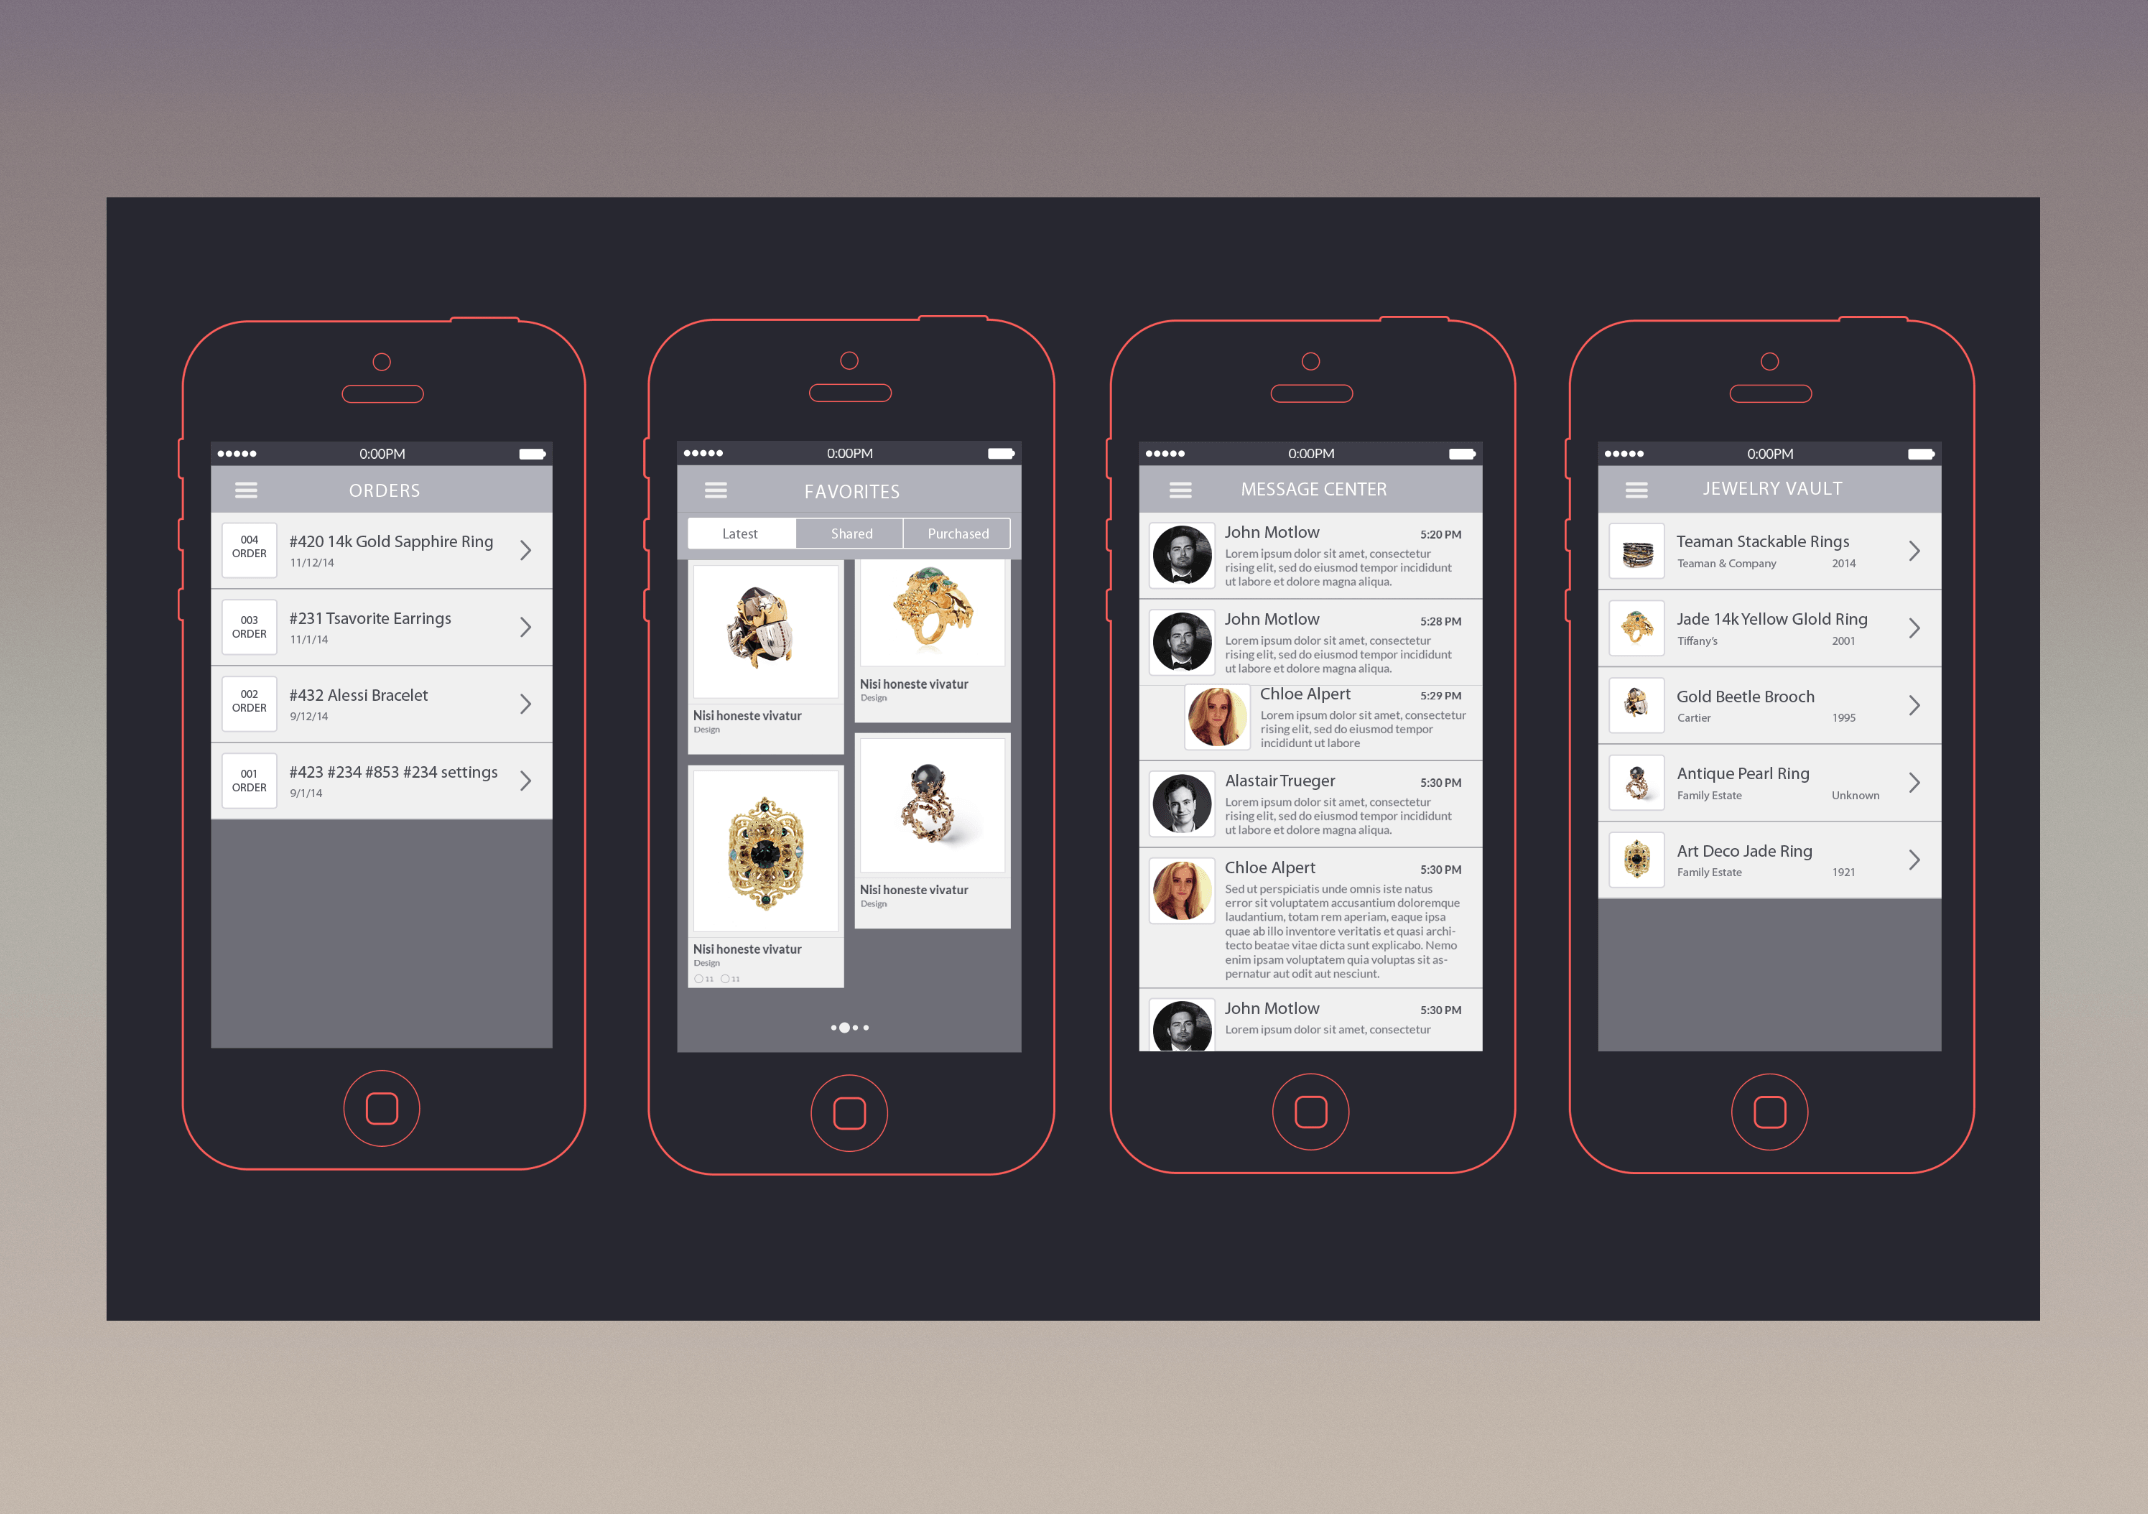 0:00PM
ORDERS
004
ORDER
#420 14k Gold Sapphire Ring
11/12/14
003
ORDER
#231 Tsavorite Earrings
11/1/14
002
ORDER
#432 Alessi Bracelet
9/12/14
001
ORDER
#423 #234 #853 #234 settings
9/1/14
0:00PM
FAVORITES
Latest
Shared
Purchased
Nisi honeste vivatur
Design
Nisi honeste vivatur
Design
11 11
Nisi honeste vivatur
Design
Nisi honeste vivatur
Design
0:00PM
MESSAGE CENTER
John Motlow 5:20 PM
Lorem ipsum dolor sit amet, consectetur
rising elit, sed do eiusmod tempor incididunt
ut labore et dolore magna aliqua.
John Motlow 5:28 PM
Lorem ipsum dolor sit amet, consectetur
rising elit, sed do eiusmod tempor incididunt
ut labore et dolore magna aliqua.
Chloe Alpert 5:29 PM
Lorem ipsum dolor sit amet, consectetur
rising elit, sed do eiusmod tempor
incididunt ut labore
Alastair Trueger 5:30 PM
Lorem ipsum dolor sit amet, consectetur
rising elit, sed do eiusmod tempor incididunt
ut labore et dolore magna aliqua.
Chloe Alpert 5:30 PM
Sed ut perspiciatis unde omnis iste natus
error sit voluptatem accusantium doloremque
laudantium, totam rem aperiam, eaque ipsa
quae ab illo inventore veritatis et quasi archi-
tecto beatae vitae dicta sunt explicabo. Nemo
enim ipsam voluptatem quia voluptas sit as-
pernatur aut odit aut nesciunt.
John Motlow 5:30 PM
Lorem ipsum dolor sit amet, consectetur
0:00PM
JEWELRY VAULT
Teaman Stackable Rings
Teaman & Company 2014
Jade 14k Yellow Glold Ring
Tiffany's 2001
Gold Beetle Brooch
Cartier 1995
Antique Pearl Ring
Family Estate Unknown
Art Deco Jade Ring
Family Estate 1921